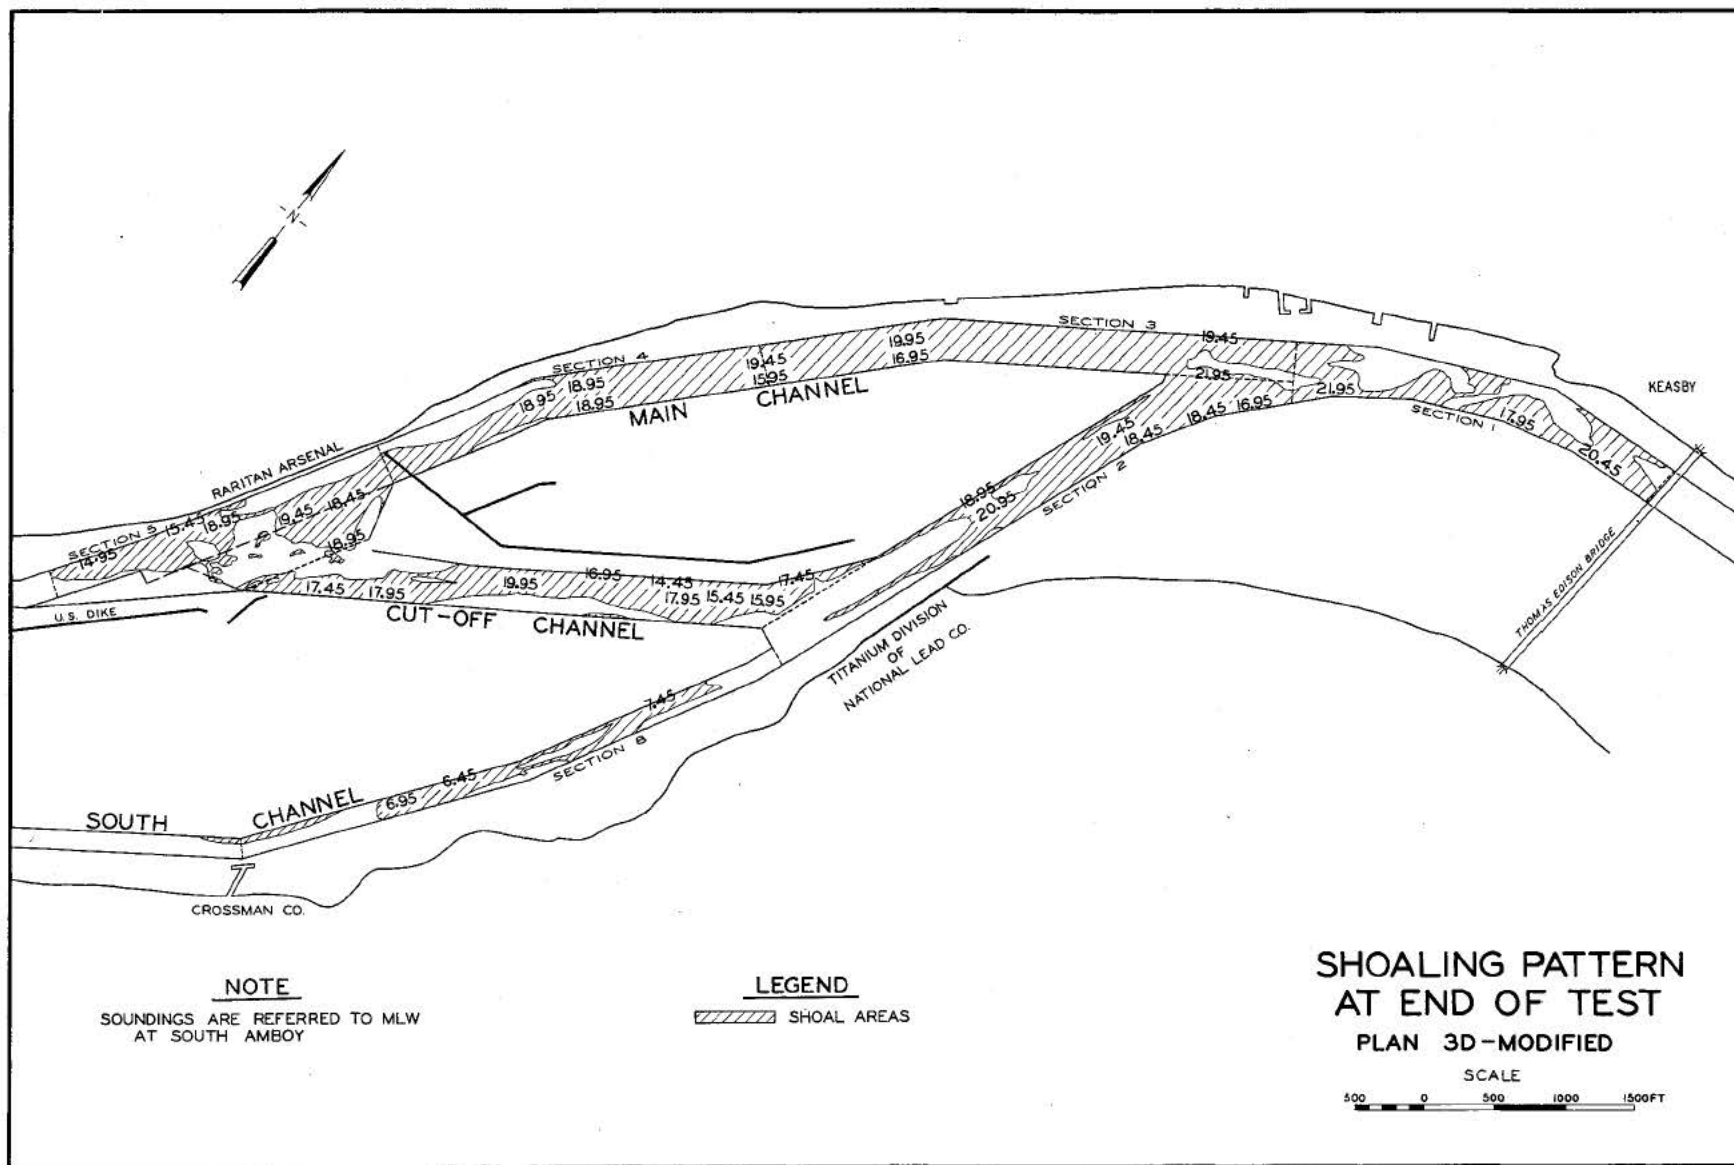 N
SECTION 3
19.45
19.95
16.95
SECTION 4
19.45
15.95
18.95
18.95
18.95
MAIN CHANNEL
21.95
21.95
KEASBY
SECTION 1
17.95
20.45
18.45 16.95
19.45
18.45
SECTION 2
RARITAN ARSENAL
18.95
20.95
SECTION 5
15.45
18.95
19.45
18.45
14.95
18.95
THOMAS EDISON BRIDGE
17.45
17.95
19.95
16.95
14.45
17.45
17.95 15.45 15.95
U.S. DIKE
CUT-OFF CHANNEL
TITANIUM DIVISION
OF
NATIONAL LEAD CO.
7.45
SECTION 8
6.45
6.95
SOUTH CHANNEL
CROSSMAN CO.
NOTE
SOUNDINGS ARE REFERRED TO MLW
AT SOUTH AMBOY
LEGEND
SHOAL AREAS
SHOALING PATTERN
AT END OF TEST
PLAN 3D-MODIFIED
SCALE
500 0 500 1000 1500 FT